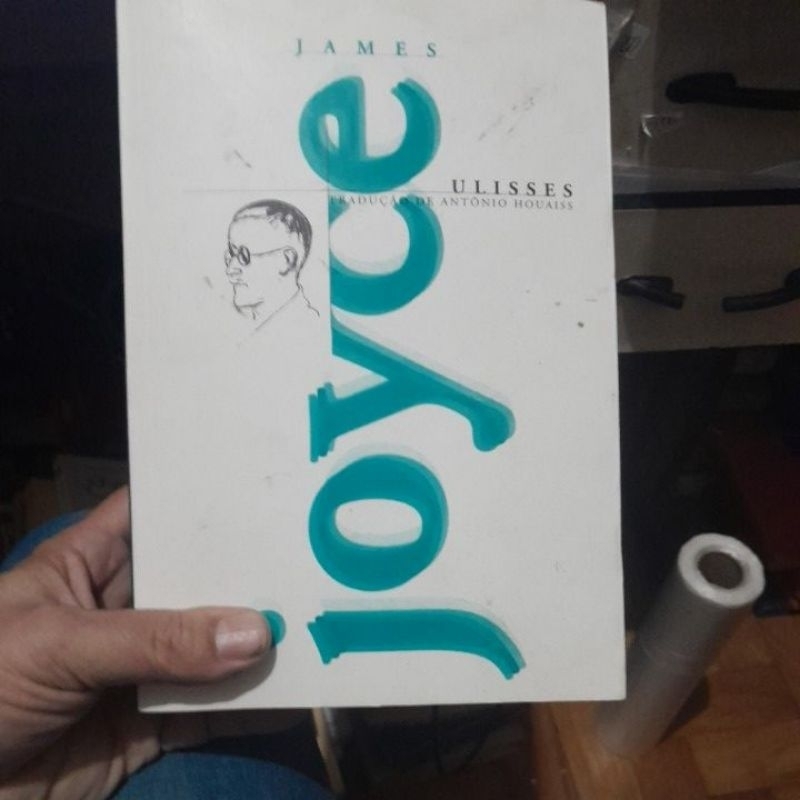 JAMES
joyce
ULISSES
TRADUÇÃO DE ANTÔNIO HOUAISS